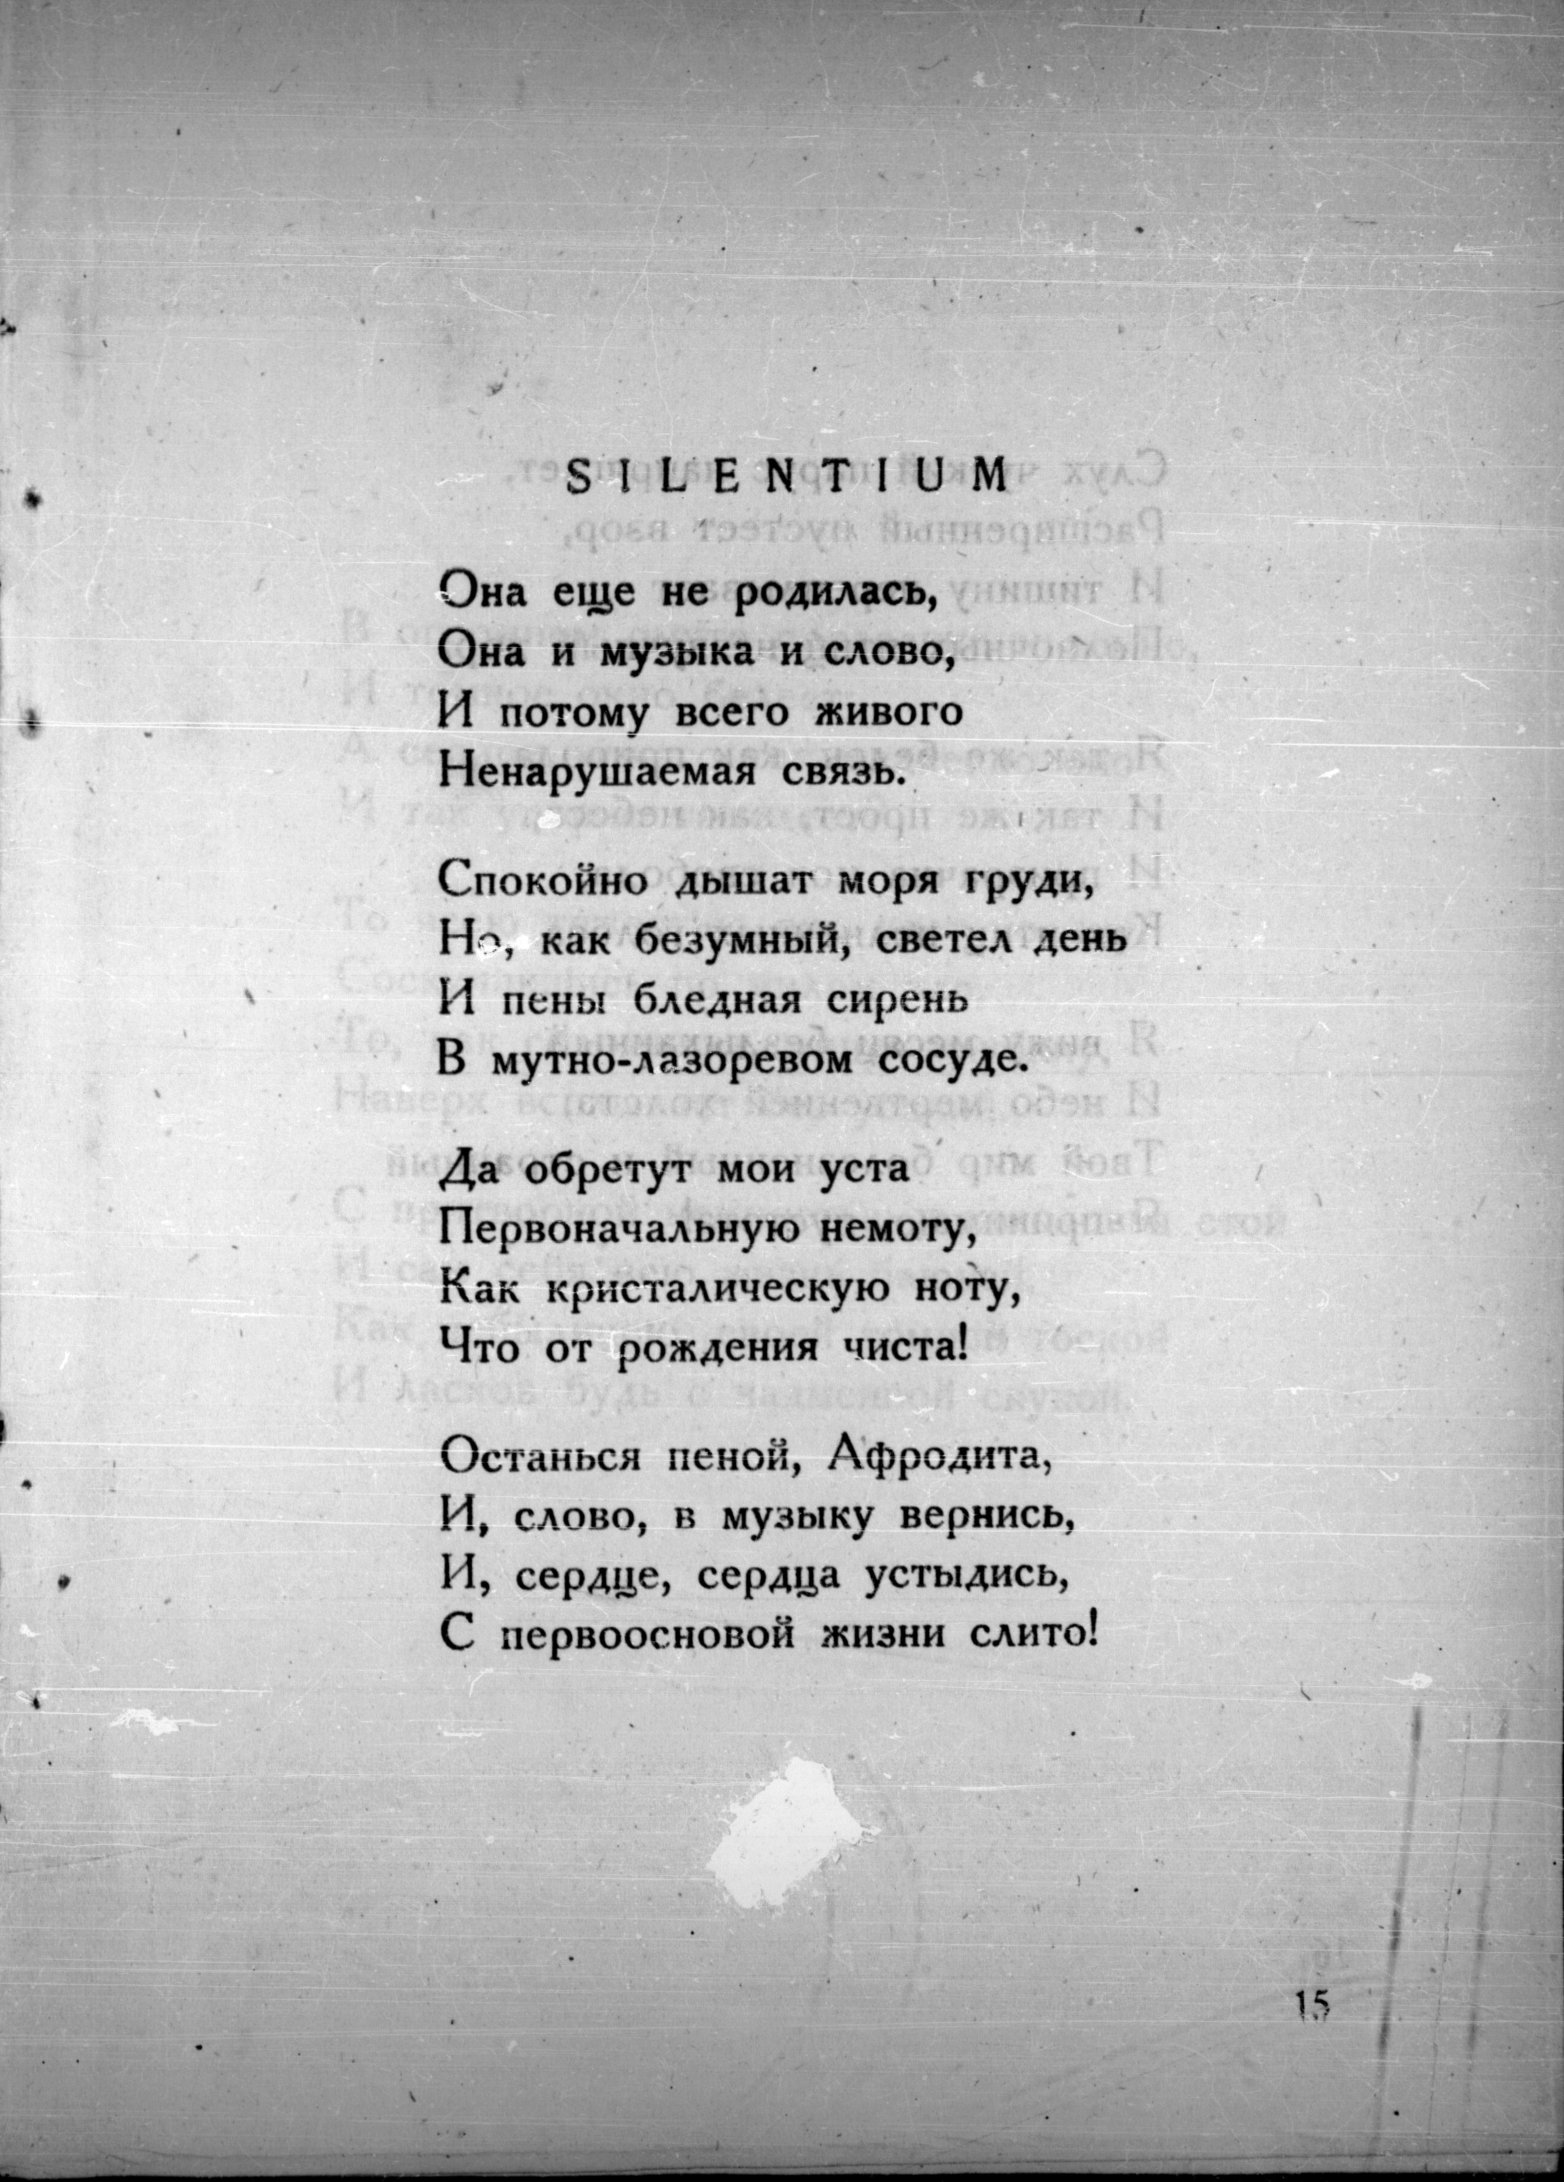 SILENTIUM
Она еще не родилась,
Она и музыка и слово,
И потому всего живого
Ненарушаемая связь.
Спокойно дышат моря груди,
Но, как безумный, светел день
И пены бледная сирень
В мутно-лазоревом сосуде.
Да обретут мои уста
Первоначальную немоту,
Как кристалическую ноту,
Что от рождения чиста!
Останься пеной, Афродита,
И, слово, в музыку вернись,
И, сердце, сердца устыдись,
С первоосновой жизни слито!
15